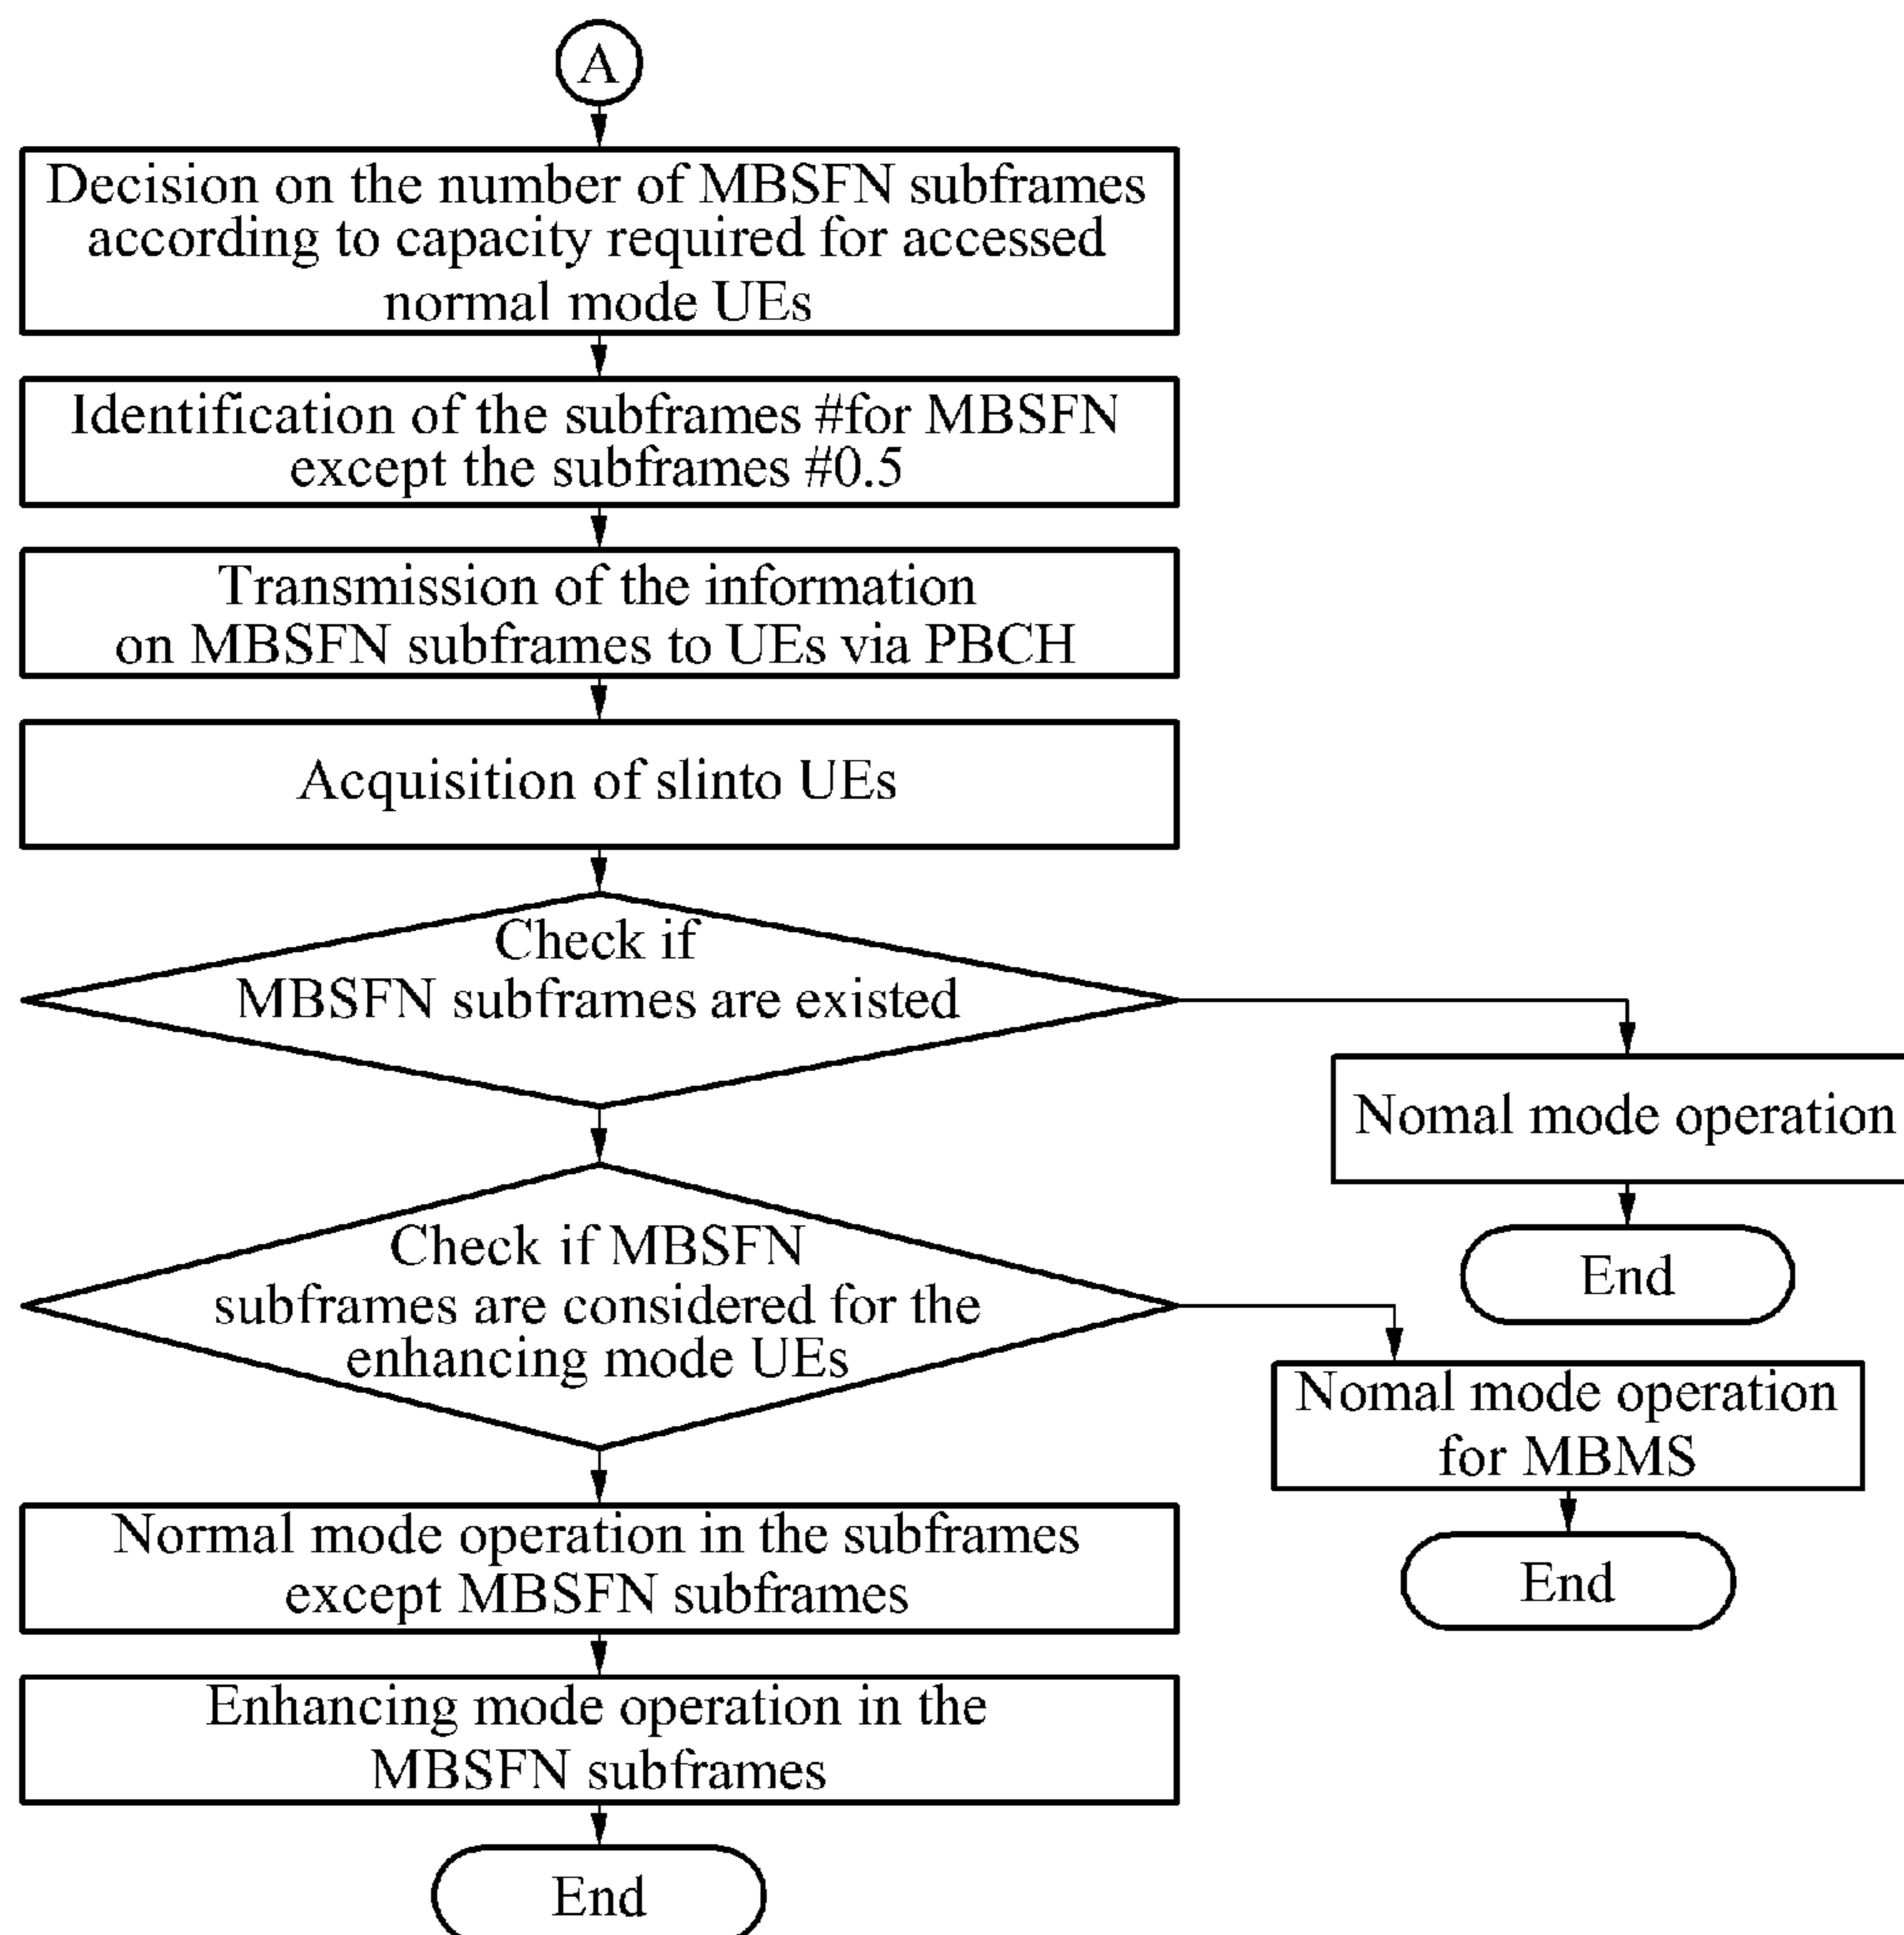 A
Decision on the number of MBSFN subframes
according to capacity required for accessed
normal mode UEs
Identification of the subframes #for MBSFN
except the subframes #0.5
Transmission of the information
on MBSFN subframes to UEs via PBCH
Acquisition of slinto UEs
Check if
MBSFN subframes are existed
Nomal mode operation
End
Check if MBSFN
subframes are considered for the
enhancing mode UEs
Nomal mode operation
for MBMS
End
Normal mode operation in the subframes
except MBSFN subframes
Enhancing mode operation in the
MBSFN subframes
End